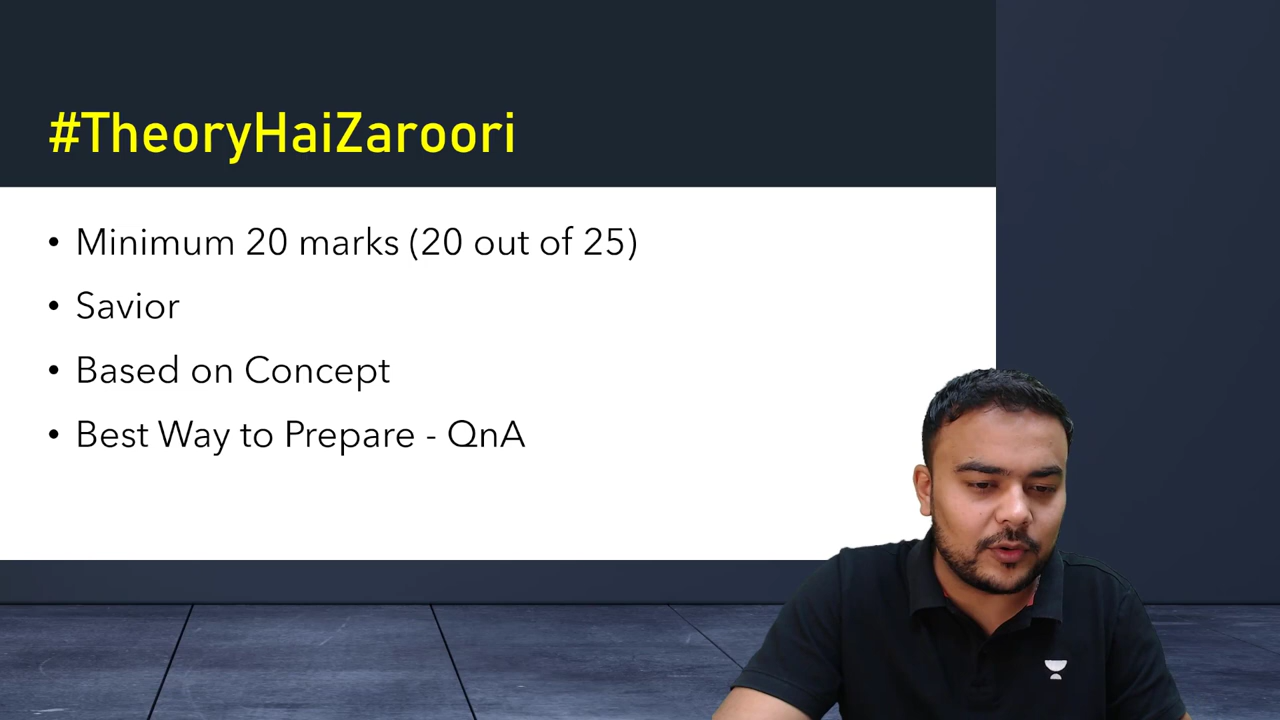 #TheoryHaiZaroori
• Minimum 20 marks (20 out of 25)
• Savior
• Based on Concept
• Best Way to Prepare - QnA